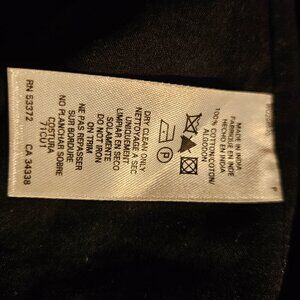 MADE IN INDIA
FABRIQUÉ EN INDE
HECHO EN INDIA
100% COTTON/COTON/
ALGODON
DRY CLEAN ONLY
NETTOYAGE A SEC
UNIQUEMENT
LIMPIAR EN SECO
SOLAMENTE
DO NOT IRON
ON TRIM
NE PAS REPASSER
SUR BORDURE
NO PLANCHAR SOBRE
COSTURA
RN 53372 CA 34338
P